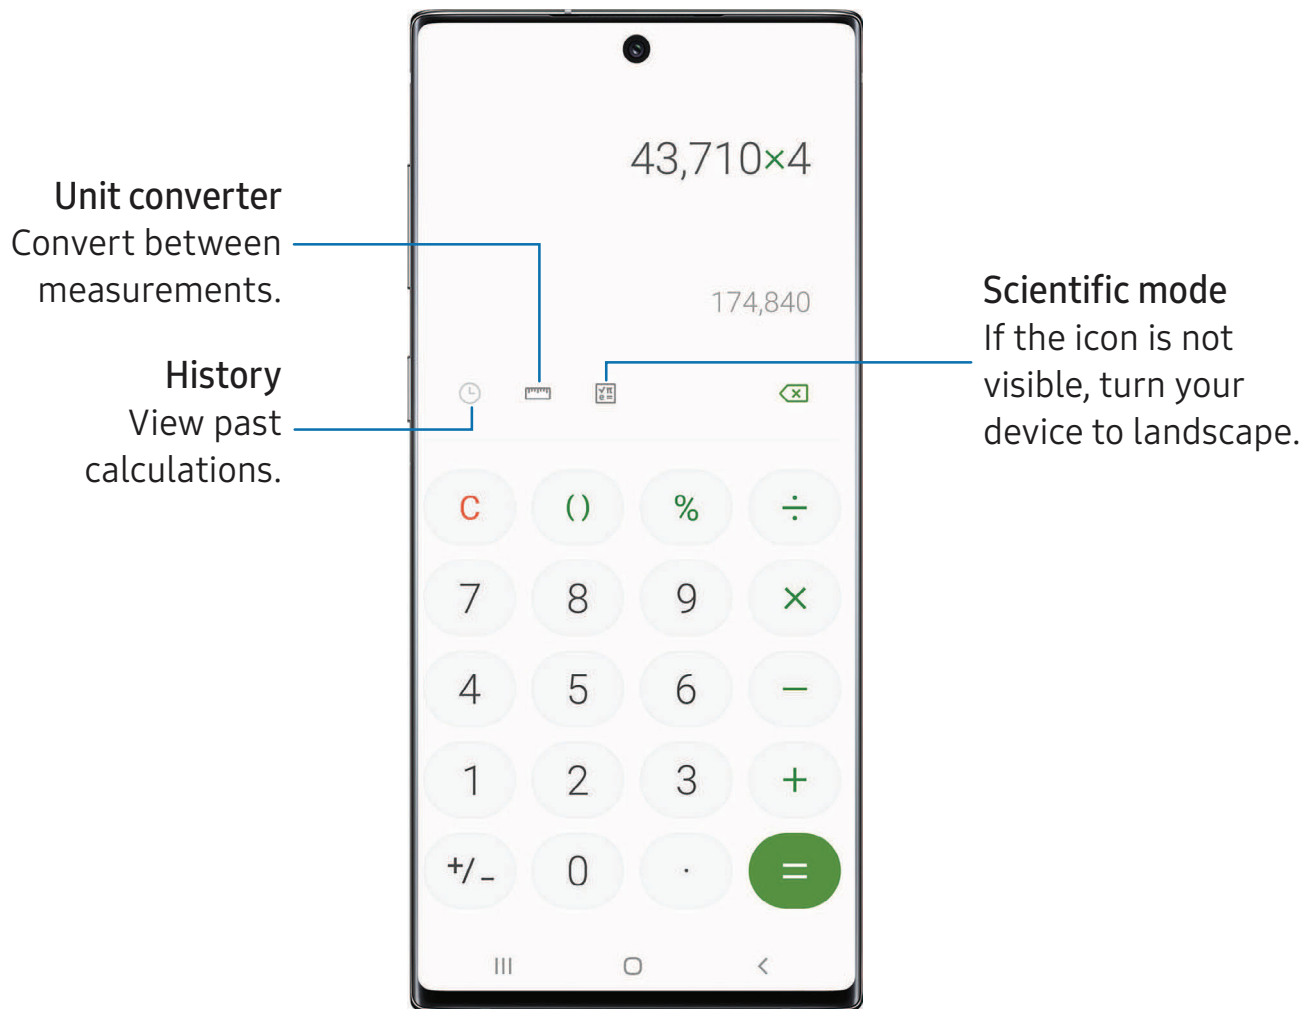 43,710×4
Unit converter
Convert between
measurements.
174,840
Scientific mode
If the icon is not
visible, turn your
device to landscape.
History
View past
calculations.
√π
e =
C ( ) % ÷
7 8 9 ×
4 5 6 −
1 2 3 +
+/- 0 . =